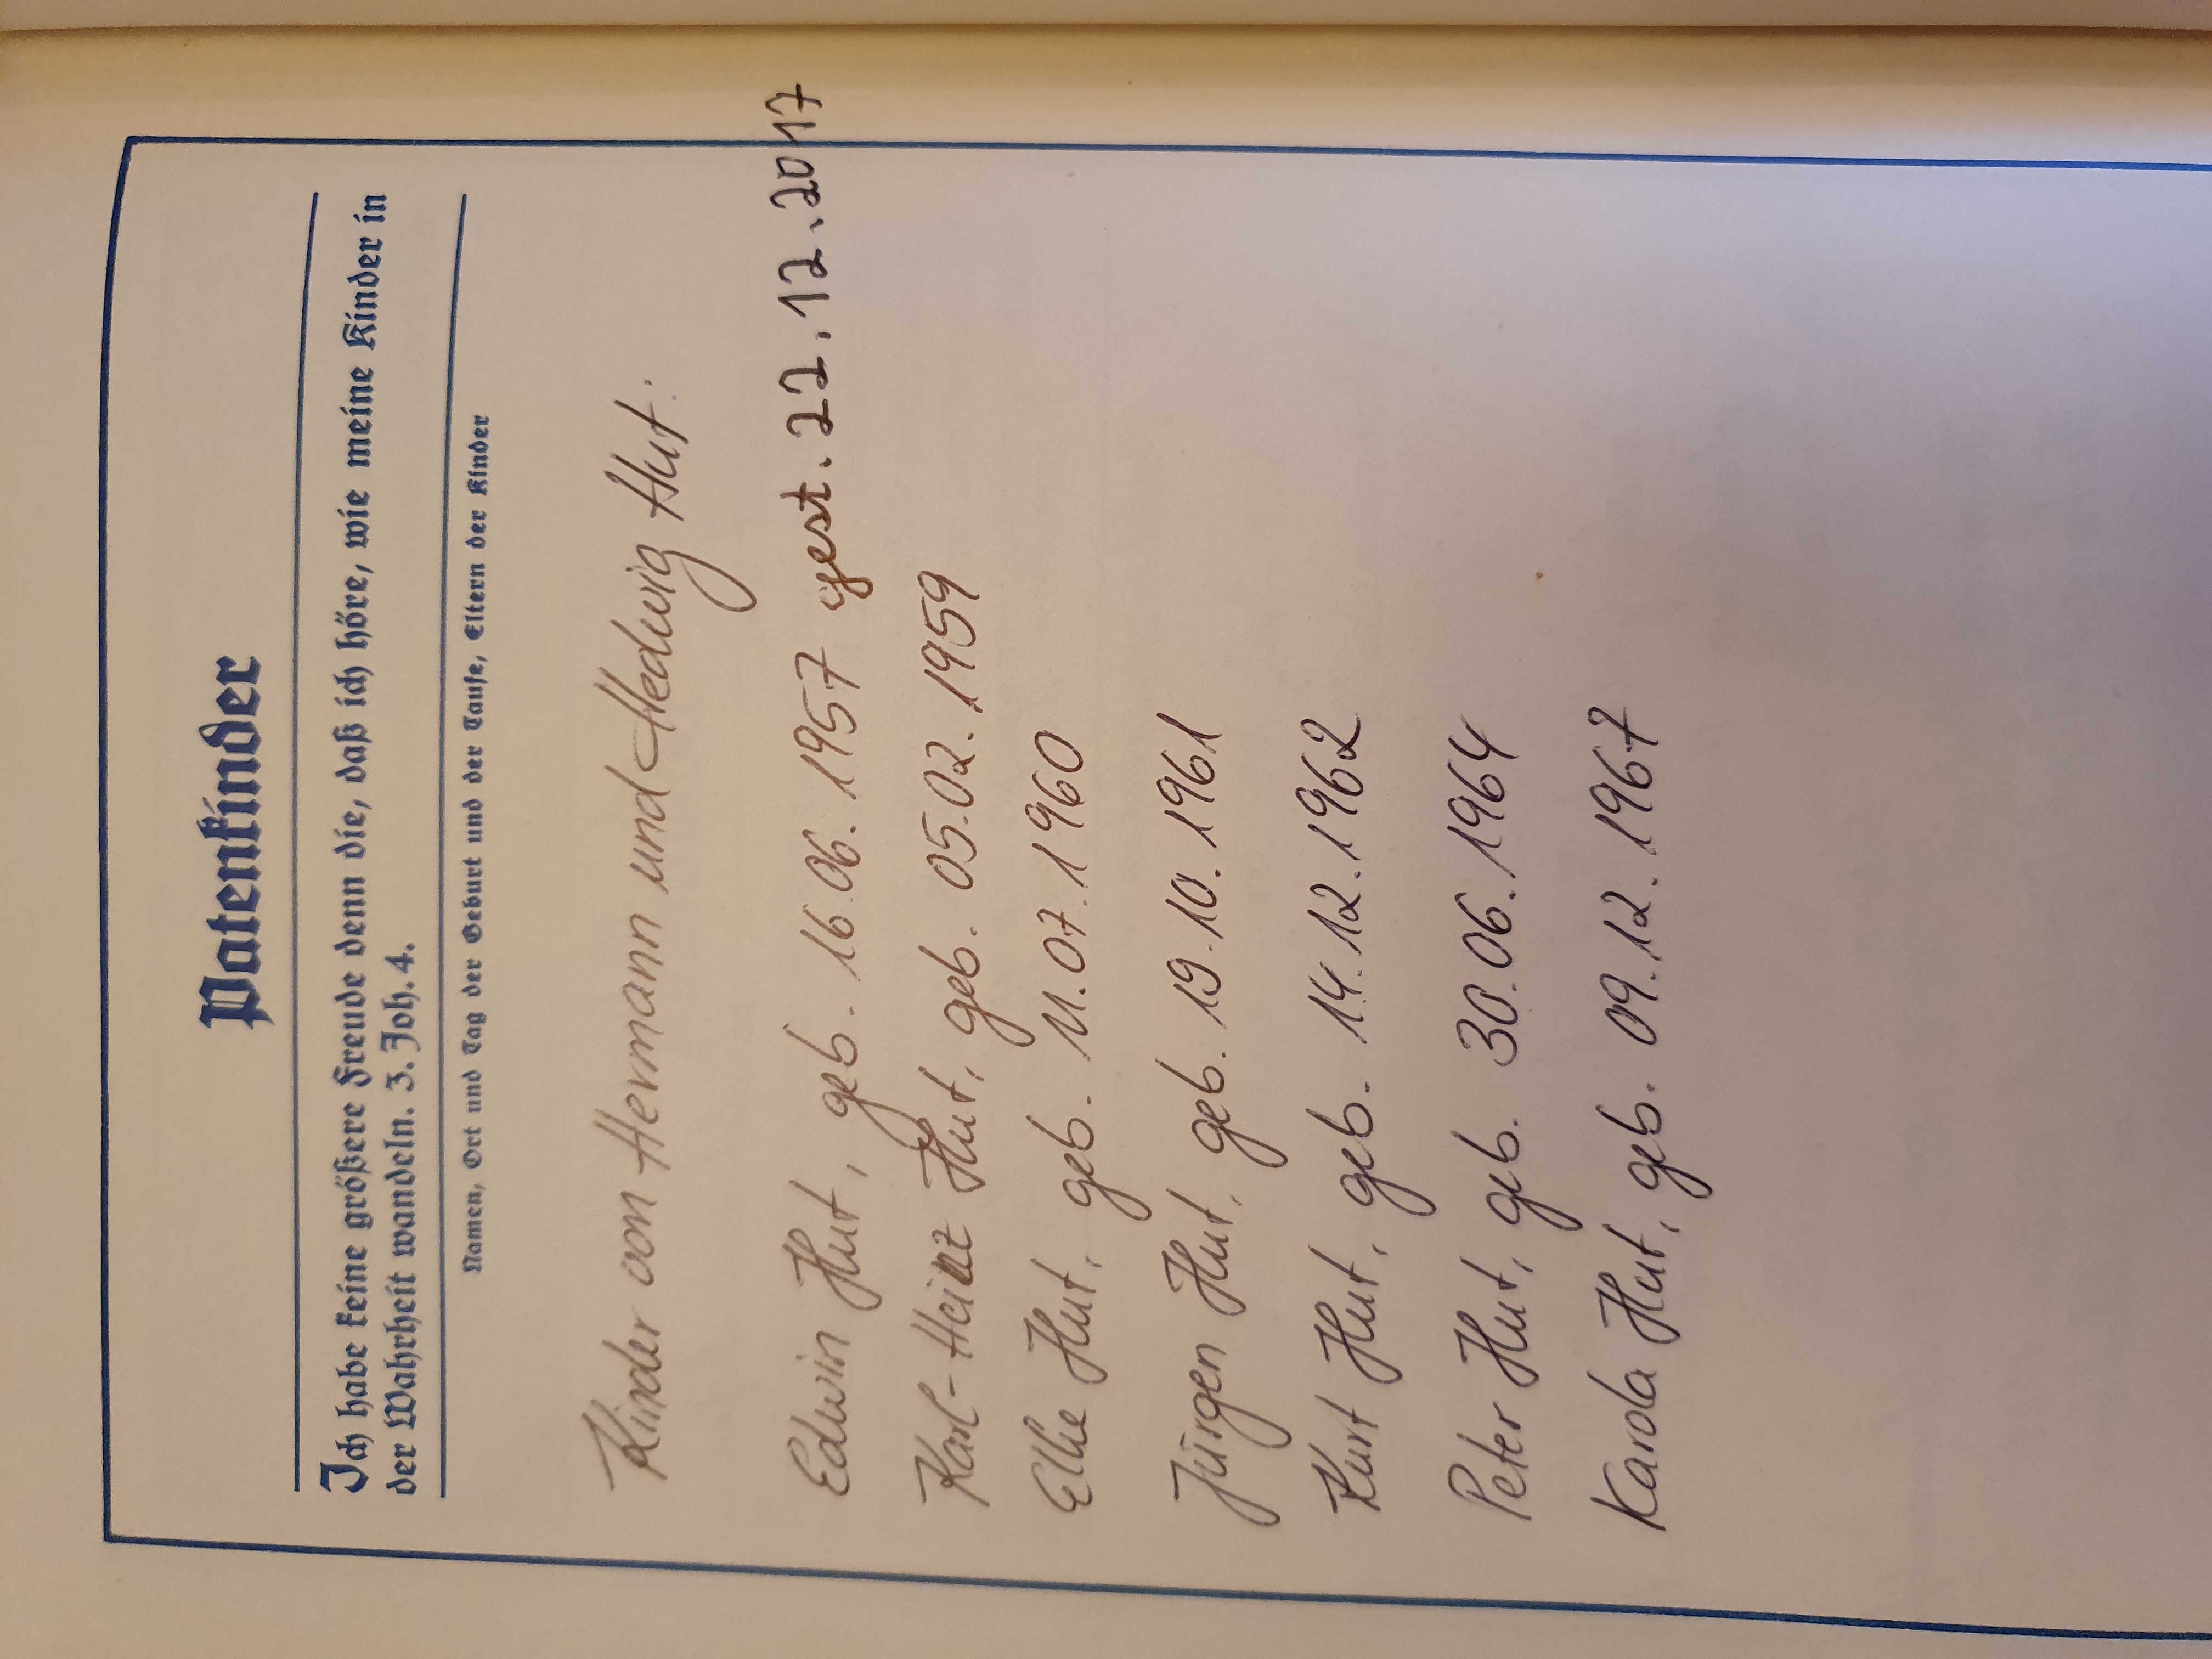 Patenkinder
Ich habe keine größere Freude denn die, daß ich höre, wie meine Kinder in
der Wahrheit wandeln. 3. Joh. 4.
Namen, Ort und Tag der Geburt und der Taufe, Eltern der Kinder
Kinder von Hermann und Hedwig Hut:
Edwin Hut, geb. 16.06.1957 gest. 22.12.2017
Karl-Heinz Hut, geb. 05.02.1959
Elke Hut, geb. 11.07.1960
Jürgen Hut, geb. 19.10.1961
Kurt Hut, geb. 14.12.1962
Peter Hut, geb. 30.06.1964
Karola Hut, geb. 09.12.1967